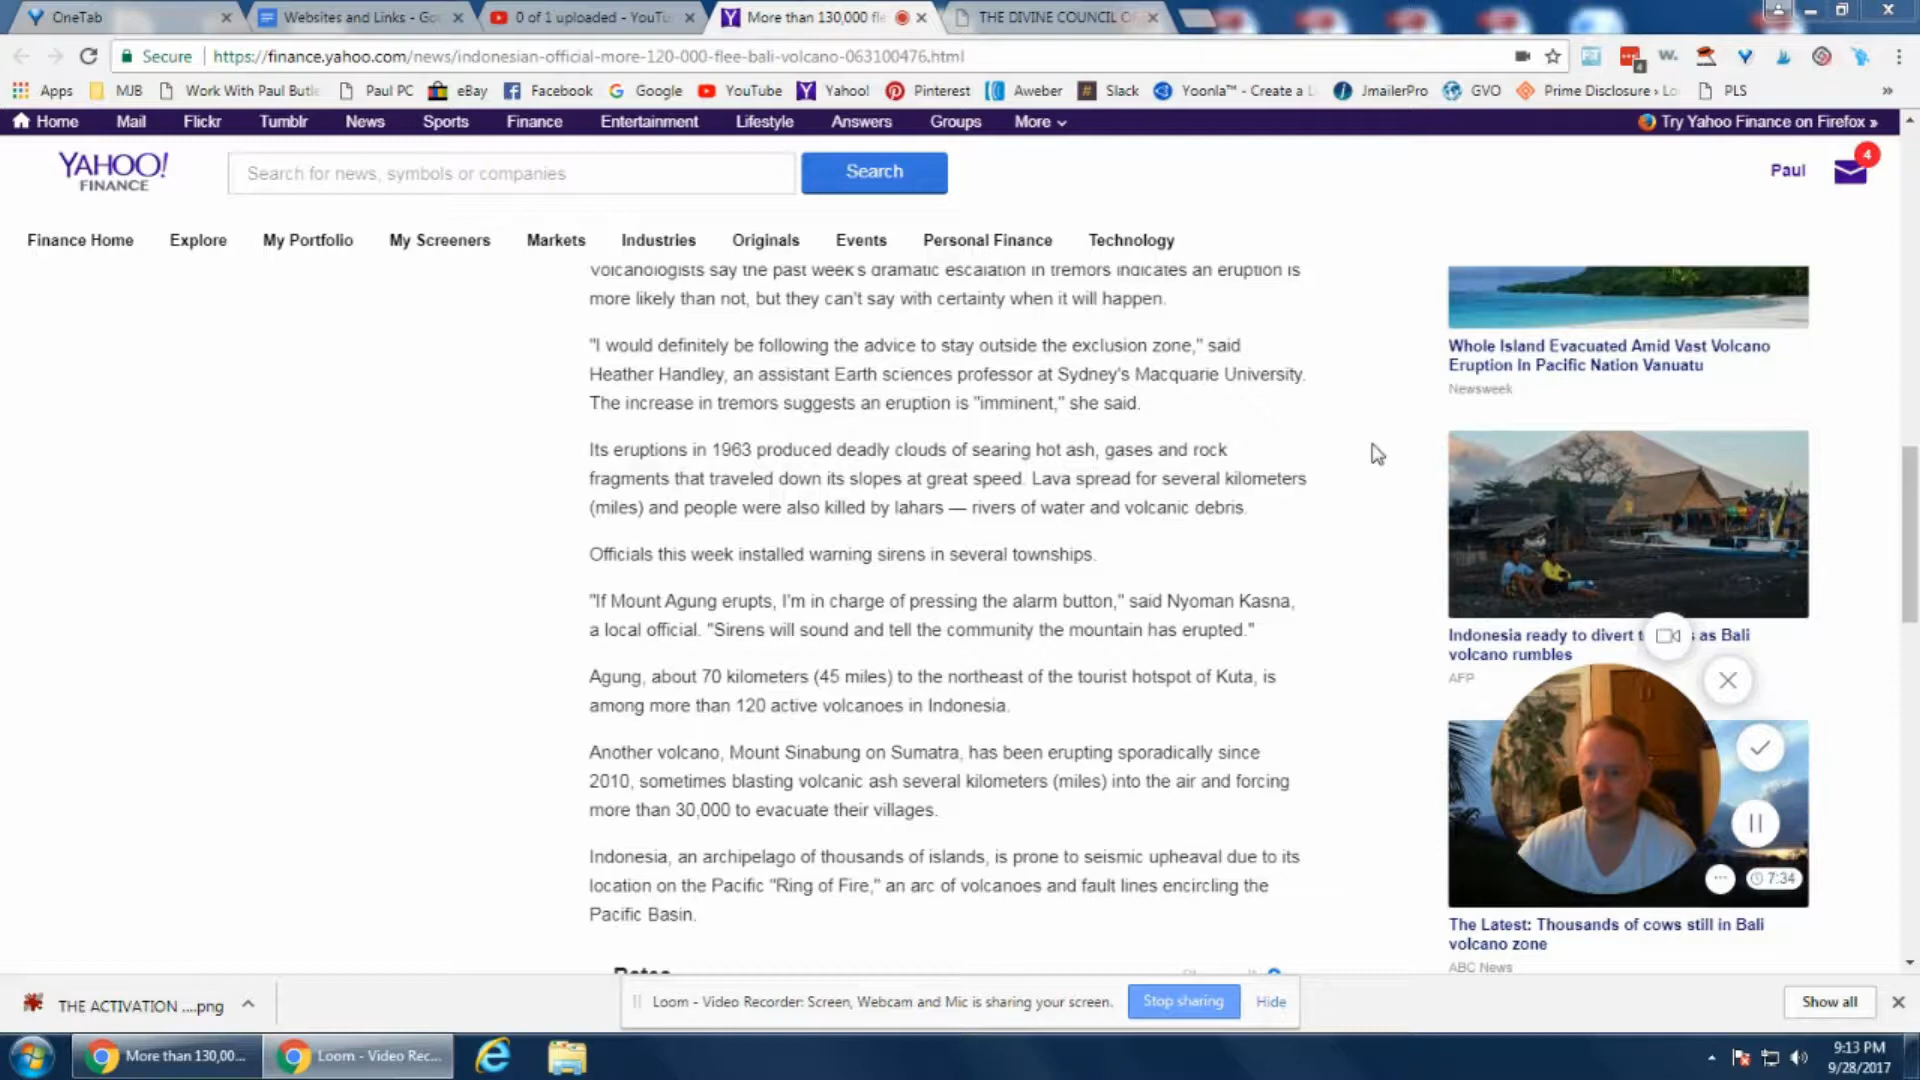 OneTab
Websites and Links - Go
0 of 1 uploaded - YouTu
More than 130,000 fle
THE DIVINE COUNCIL O
Secure
https://finance.yahoo.com/news/indonesian-official-more-120-000-flee-bali-volcano-063100476.html
4
W.
Apps
MJB
Work With Paul Butle
Paul PC
eBay
Facebook
Google
YouTube
Yahoo!
Pinterest
Aweber
Slack
Yoonla™ - Create a L
JmailerPro
GVO
Prime Disclosure › Lo
PLS
»
Home
Mail
Flickr
Tumblr
News
Sports
Finance
Entertainment
Lifestyle
Answers
Groups
More
Try Yahoo Finance on Firefox »
YAHOO!
FINANCE
Search for news, symbols or companies
Search
Paul
4
Finance Home
Explore
My Portfolio
My Screeners
Markets
Industries
Originals
Events
Personal Finance
Technology
Volcanologists say the past week's dramatic escalation in tremors indicates an eruption is
more likely than not, but they can't say with certainty when it will happen.
"I would definitely be following the advice to stay outside the exclusion zone," said
Heather Handley, an assistant Earth sciences professor at Sydney's Macquarie University.
The increase in tremors suggests an eruption is "imminent," she said.
Its eruptions in 1963 produced deadly clouds of searing hot ash, gases and rock
fragments that traveled down its slopes at great speed. Lava spread for several kilometers
(miles) and people were also killed by lahars — rivers of water and volcanic debris.
Officials this week installed warning sirens in several townships.
"If Mount Agung erupts, I'm in charge of pressing the alarm button," said Nyoman Kasna,
a local official. "Sirens will sound and tell the community the mountain has erupted."
Agung, about 70 kilometers (45 miles) to the northeast of the tourist hotspot of Kuta, is
among more than 120 active volcanoes in Indonesia.
Another volcano, Mount Sinabung on Sumatra, has been erupting sporadically since
2010, sometimes blasting volcanic ash several kilometers (miles) into the air and forcing
more than 30,000 to evacuate their villages.
Indonesia, an archipelago of thousands of islands, is prone to seismic upheaval due to its
location on the Pacific "Ring of Fire," an arc of volcanoes and fault lines encircling the
Pacific Basin.
Whole Island Evacuated Amid Vast Volcano
Eruption In Pacific Nation Vanuatu
Newsweek
Indonesia ready to divert t as Bali
volcano rumbles
AFP
7:34
The Latest: Thousands of cows still in Bali
volcano zone
ABC News
THE ACTIVATION ....png
Loom - Video Recorder: Screen, Webcam and Mic is sharing your screen.
Stop sharing
Hide
Show all
More than 130,00...
Loom - Video Rec...
9:13 PM
9/28/2017